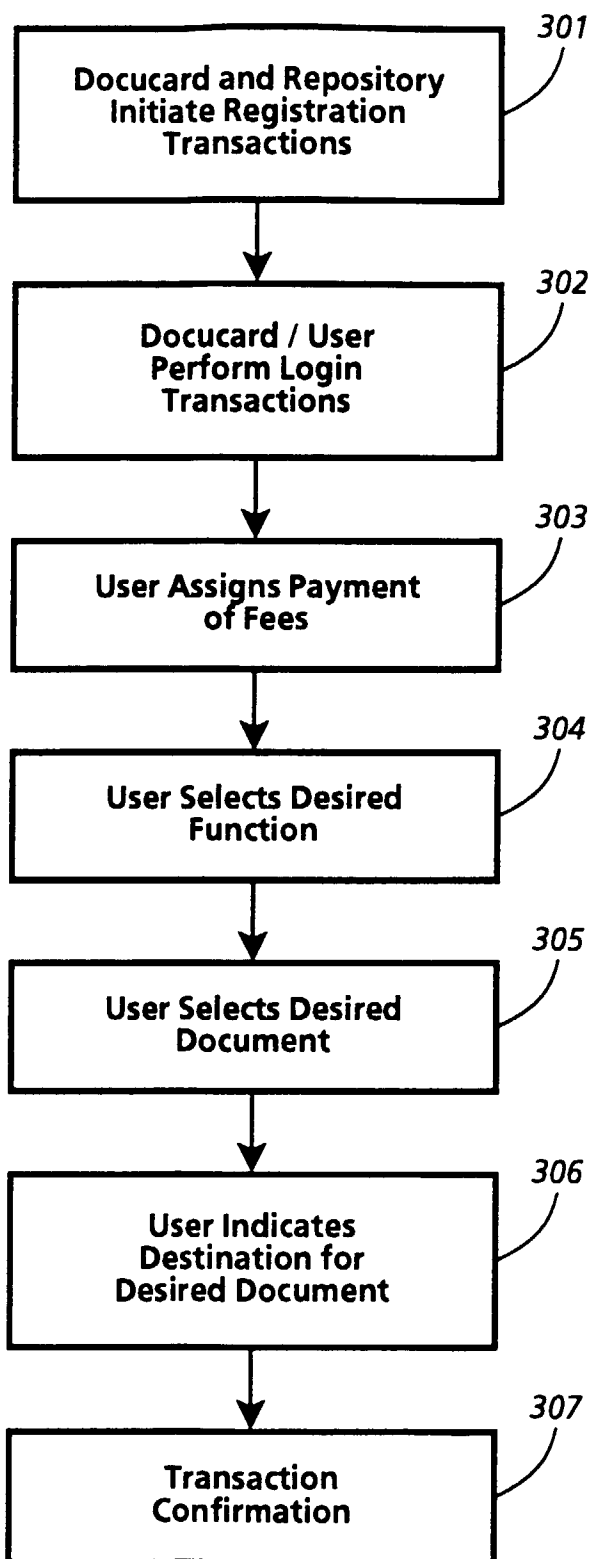 301
Docucard and Repository
Initiate Registration
Transactions
302
Docucard / User
Perform Login
Transactions
303
User Assigns Payment
of Fees
304
User Selects Desired
Function
305
User Selects Desired
Document
306
User Indicates
Destination for
Desired Document
307
Transaction
Confirmation